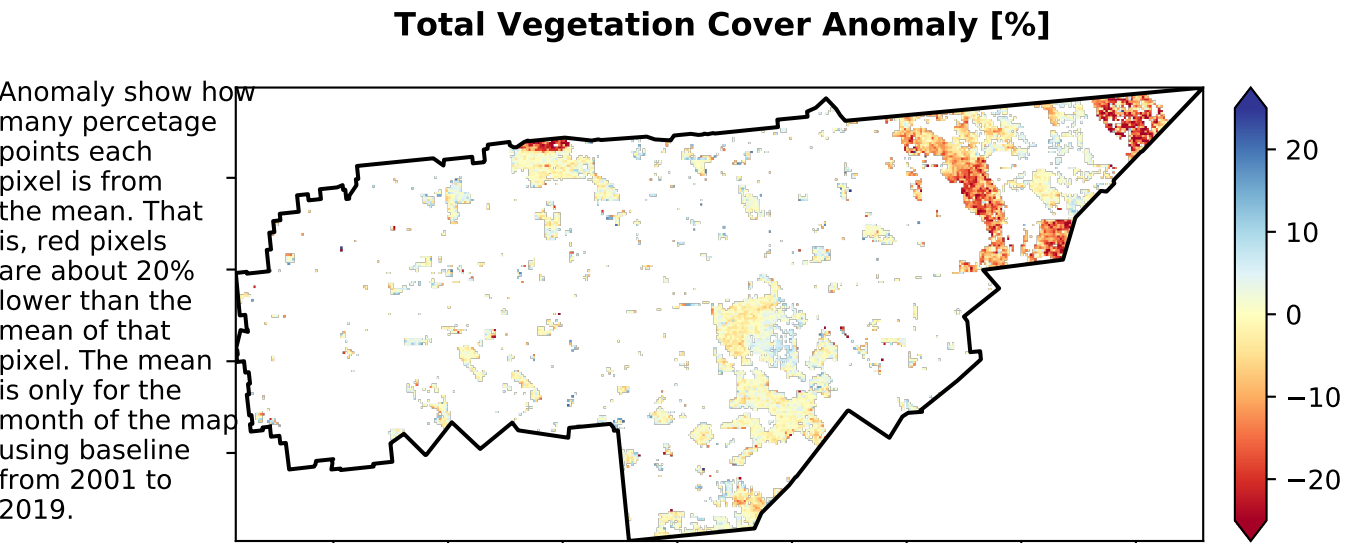 Total Vegetation Cover Anomaly [%]
Anomaly show how
many percetage
points each
pixel is from
the mean. That
is, red pixels
are about 20%
lower than the
mean of that
pixel. The mean
is only for the
month of the map
using baseline
from 2001 to
2019.
20
10
0
−10
−20